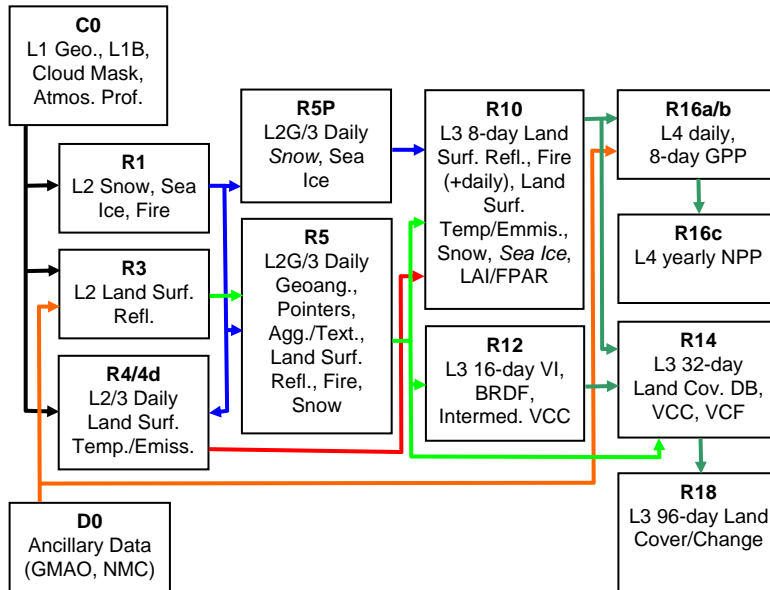 C0
L1 Geo., L1B,
Cloud Mask,
Atmos. Prof.
R1
L2 Snow, Sea
Ice, Fire
R3
L2 Land Surf.
Refl.
R4/4d
L2/3 Daily
Land Surf.
Temp./Emiss.
D0
Ancillary Data
(GMAO, NMC)
R5P
L2G/3 Daily
Snow, Sea
Ice
R5
L2G/3 Daily
Geoang.,
Pointers,
Agg./Text.,
Land Surf.
Refl., Fire,
Snow
R10
L3 8-day Land
Surf. Refl., Fire
(+daily), Land
Surf.
Temp/Emmis.,
Snow, Sea Ice,
LAI/FPAR
R12
L3 16-day VI,
BRDF,
Intermed. VCC
R16a/b
L4 daily,
8-day GPP
R16c
L4 yearly NPP
R14
L3 32-day
Land Cov. DB,
VCC, VCF
R18
L3 96-day Land
Cover/Change